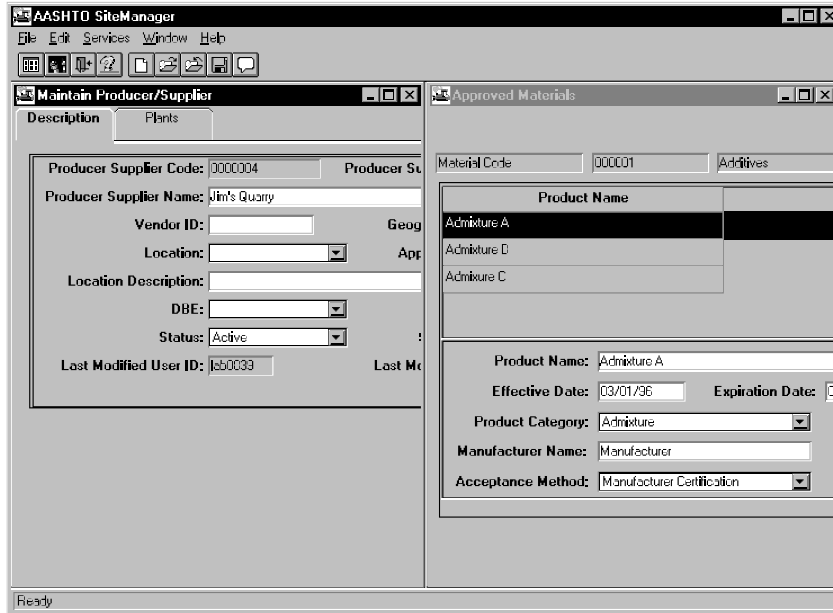 AASHTO SiteManager
File Edit Services Window Help
Maintain Producer/Supplier
Description Plants
Producer Supplier Code: 0000004 Producer Su
Producer Supplier Name: Jim's Quarry
Vendor ID: Geog
Location: App
Location Description:
DBE:
Status: Active
Last Modified User ID: lab0039 Last Mo
Approved Materials
Material Code 000001 Additives
Product Name
Admixture A
Admixture D
Admixure C
Product Name: Admixture A
Effective Date: 03/01/96 Expiration Date:
Product Category: Admixture
Manufacturer Name: Manufacturer
Acceptance Method: Manufacturer Certification
Ready